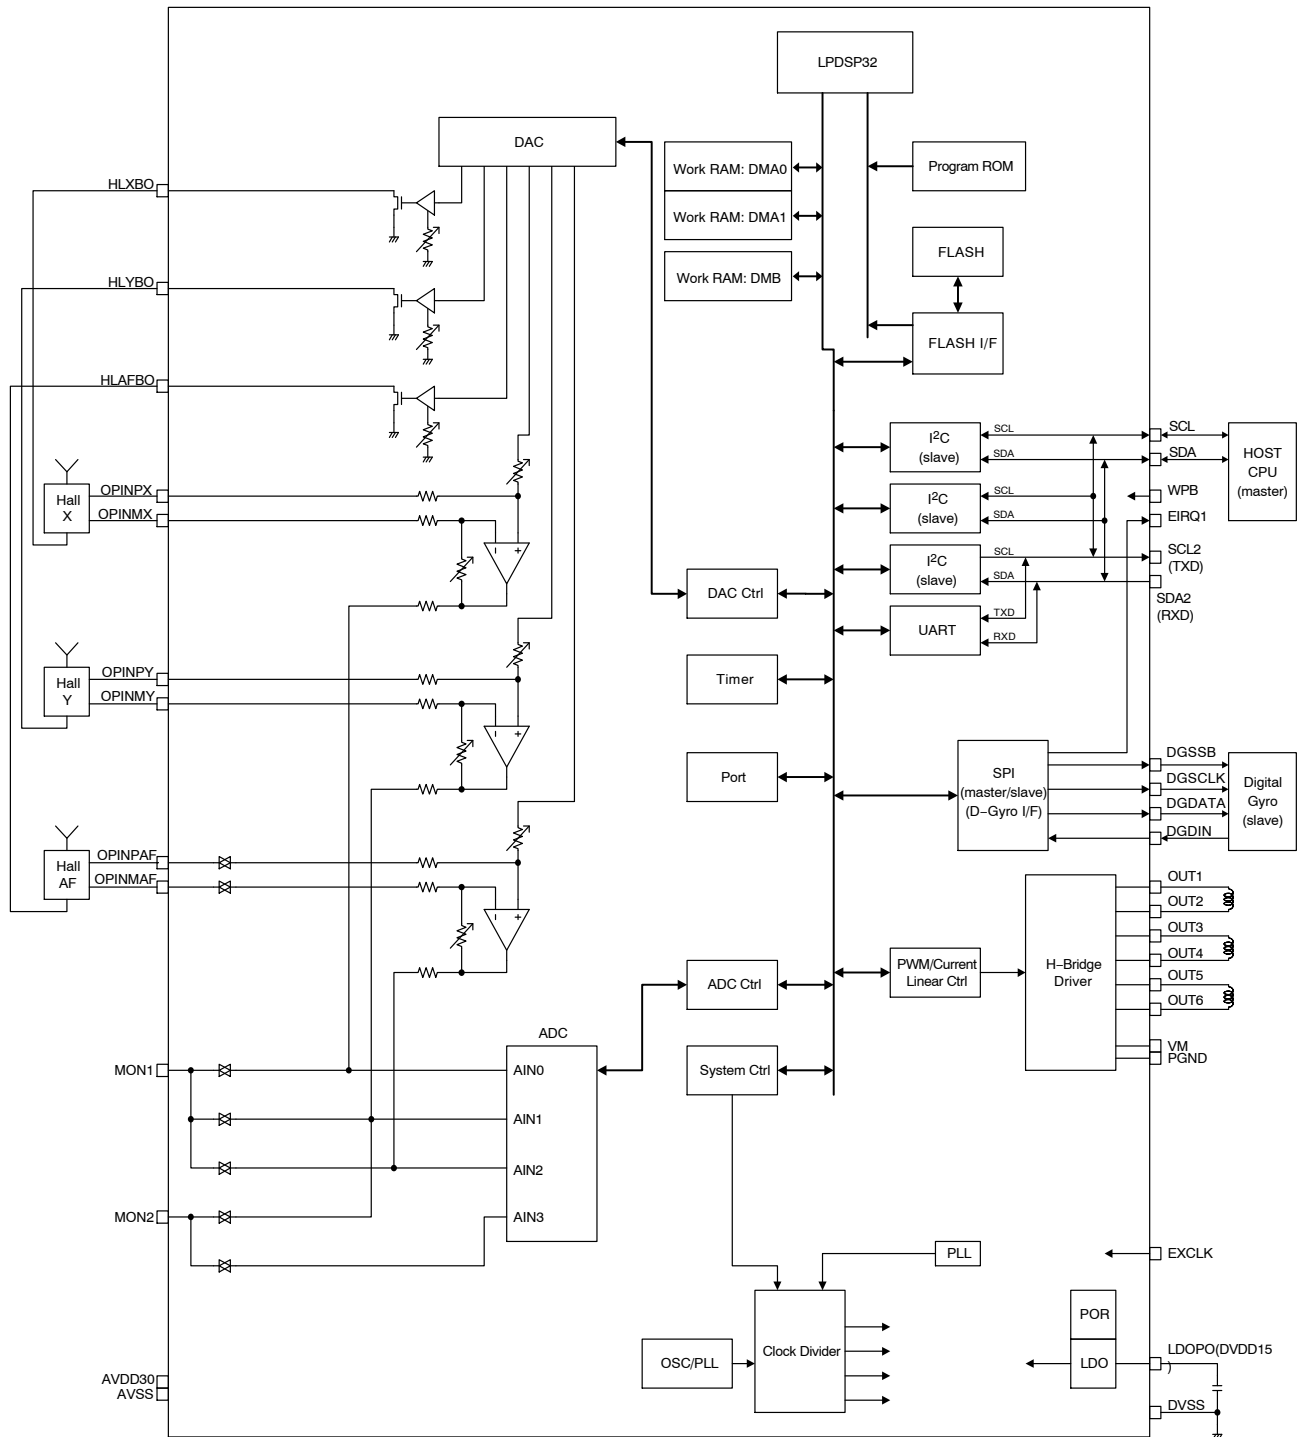 LPDSP32
DAC
Work RAM: DMA0
Program ROM
HLXBO
Work RAM: DMA1
FLASH
Work RAM: DMB
HLYBO
FLASH I/F
HLAFBO
I2C
(slave)
SCL
SDA
SCL
SDA
HOST
CPU
(master)
Hall
X
OPINPX
OPINMX
− +
I2C
(slave)
SCL
SDA
WPB
EIRQ1
I2C
(slave)
SCL
SDA
SCL2
(TXD)
SDA2
(RXD)
DAC Ctrl
UART
TXD
RXD
Hall
Y
OPINPY
OPINMY
− +
Timer
Port
SPI
(master/slave)
(D−Gyro I/F)
DGSSB
DGSCLK
DGDATA
DGDIN
Digital
Gyro
(slave)
Hall
AF
OPINPAF
OPINMAF
− +
OUT1
OUT2
OUT3
OUT4
OUT5
OUT6
ADC Ctrl
PWM/Current
Linear Ctrl
H−Bridge
Driver
VM
PGND
ADC
MON1
AIN0
System Ctrl
AIN1
AIN2
MON2
AIN3
PLL
EXCLK
POR
OSC/PLL
Clock Divider
LDO
LDOPO(DVDD15
)
AVDD30
AVSS
DVSS